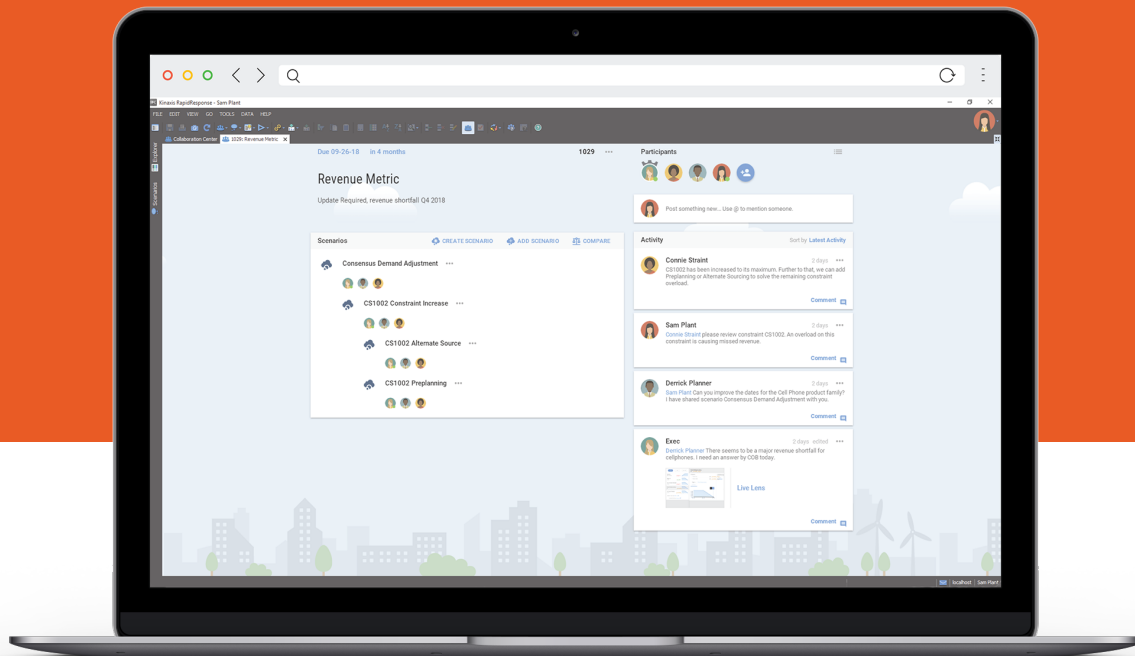 Kinaxis RapidResponse - Sam Plant
FILE EDIT VIEW GO TOOLS DATA HELP
Collaboration Center
1029: Revenue Metric
Explorer
Scenarios
Due 09-26-18 in 4 months
1029
Revenue Metric
Update Required, revenue shortfall Q4 2018
Scenarios
CREATE SCENARIO
ADD SCENARIO
COMPARE
Consensus Demand Adjustment
CS1002 Constraint Increase
CS1002 Alternate Source
CS1002 Preplanning
Participants
Post something new... Use @ to mention someone.
Activity
Sort by Latest Activity
Connie Straint
2 days
CS1002 has been increased to its maximum. Further to that, we can add
Preplanning or Alternate Sourcing to solve the remaining constraint
overload.
Comment
Sam Plant
2 days
Connie Straint please review constraint CS1002. An overload on this
constraint is causing missed revenue.
Comment
Derrick Planner
2 days
Sam Plant Can you improve the dates for the Cell Phone product family?
I have shared scenario Consensus Demand Adjustment with you.
Comment
Exec
2 days edited
Derrick Planner There seems to be a major revenue shortfall for
cellphones. I need an answer by COB today.
Live Lens
Comment
localhost
Sam Plant